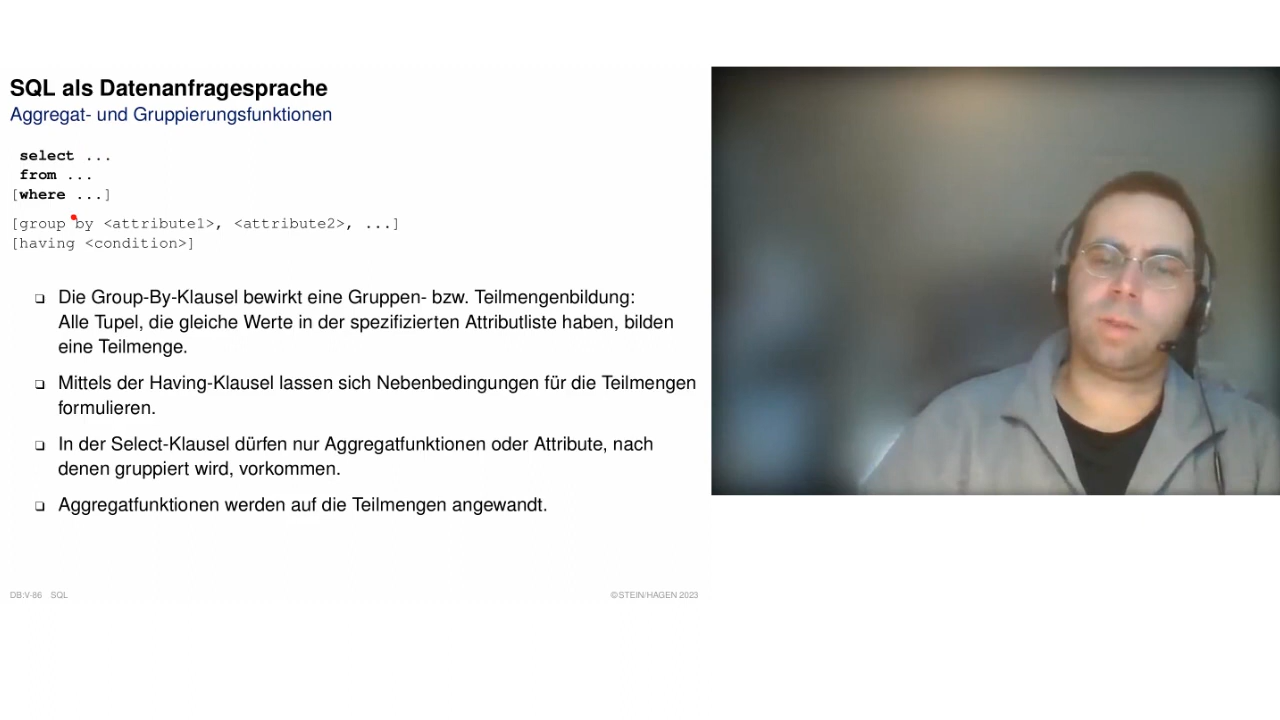 SQL als Datenanfragesprache
Aggregat- und Gruppierungsfunktionen
select ...
from ...
[where ...]
[group by <attribute1>, <attribute2>, ...]
[having <condition>]
❑ Die Group-By-Klausel bewirkt eine Gruppen- bzw. Teilmengenbildung:
Alle Tupel, die gleiche Werte in der spezifizierten Attributliste haben, bilden
eine Teilmenge.
❑ Mittels der Having-Klausel lassen sich Nebenbedingungen für die Teilmengen
formulieren.
❑ In der Select-Klausel dürfen nur Aggregatfunktionen oder Attribute, nach
denen gruppiert wird, vorkommen.
❑ Aggregatfunktionen werden auf die Teilmengen angewandt.
DB:V-86 SQL ©STEIN/HAGEN 2023